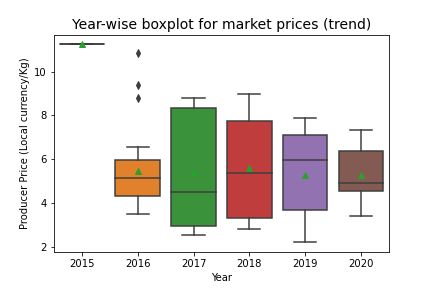 Year-wise boxplot for market prices (trend)
Producer Price (Local currency/Kg)
10
8
6
4
2
2015 2016 2017 2018 2019 2020
Year